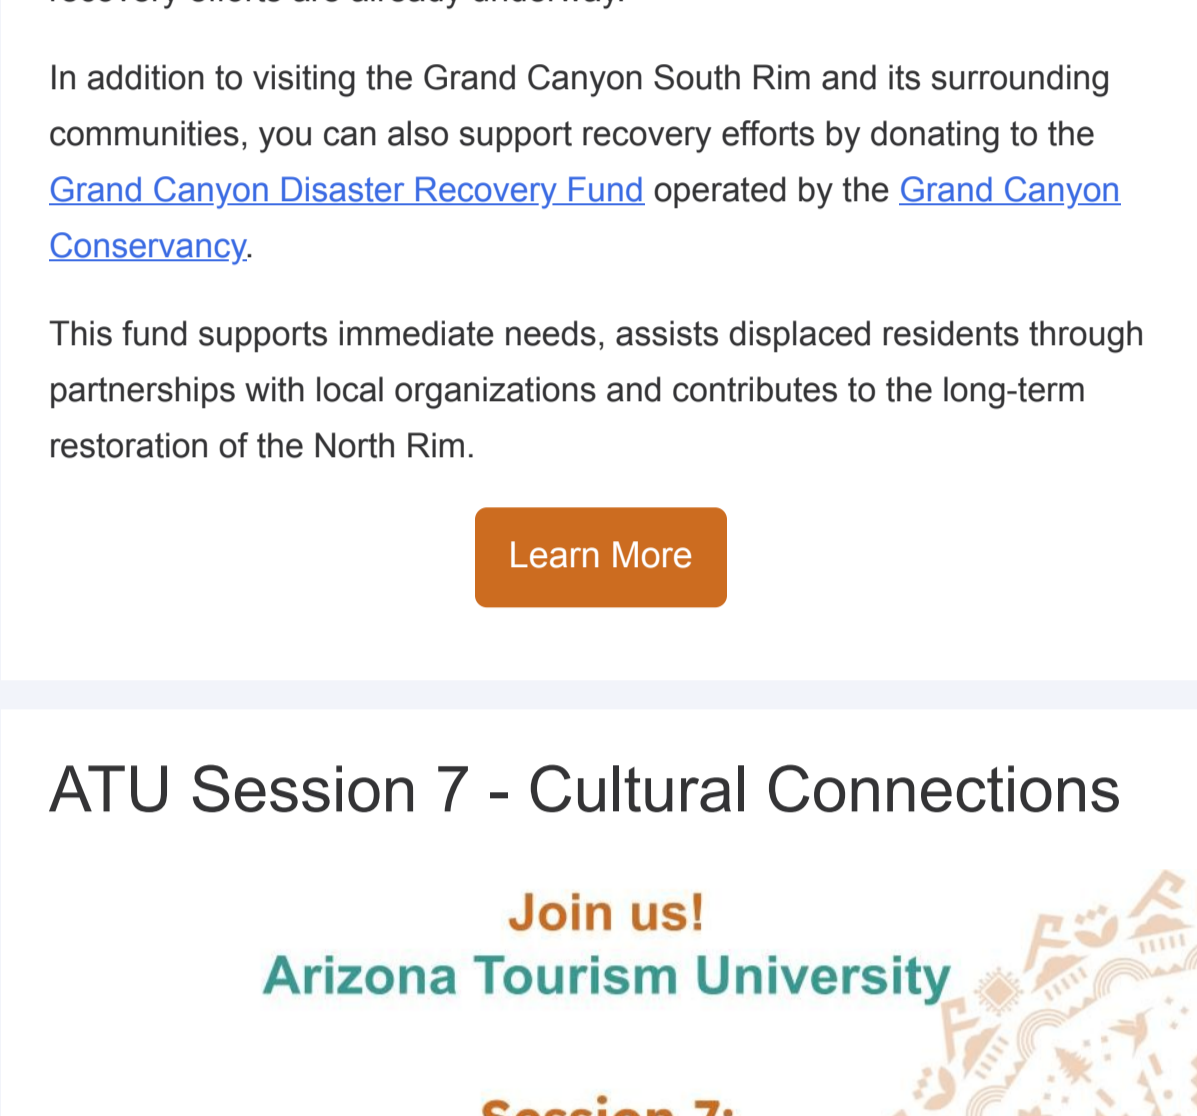 In addition to visiting the Grand Canyon South Rim and its surrounding
communities, you can also support recovery efforts by donating to the
Grand Canyon Disaster Recovery Fund operated by the Grand Canyon
Conservancy.
This fund supports immediate needs, assists displaced residents through
partnerships with local organizations and contributes to the long-term
restoration of the North Rim.
Learn More
ATU Session 7 - Cultural Connections
Join us!
Arizona Tourism University
Session 7: